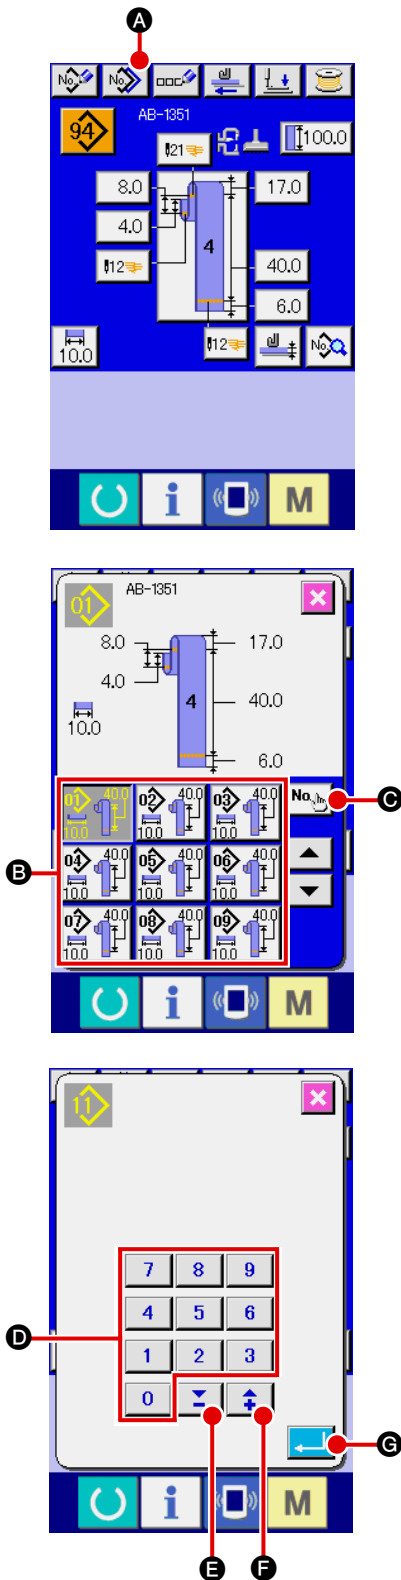 A
No. No.
AB-1351
94 21 100.0
8.0 17.0
4.0
4
12 40.0
6.0
10.0 12 No.
i M
01 AB-1351
8.0 17.0
4.0
4 40.0
10.0
6.0
01 40.0 02 40.0 03 40.0 No. C
10.0 10.0 10.0
B 04 40.0 05 40.0 06 40.0
10.0 10.0 10.0
07 40.0 08 40.0 09 40.0
10.0 10.0 10.0
i M
11
7 8 9
D 4 5 6
1 2 3
0
G
i M
E F